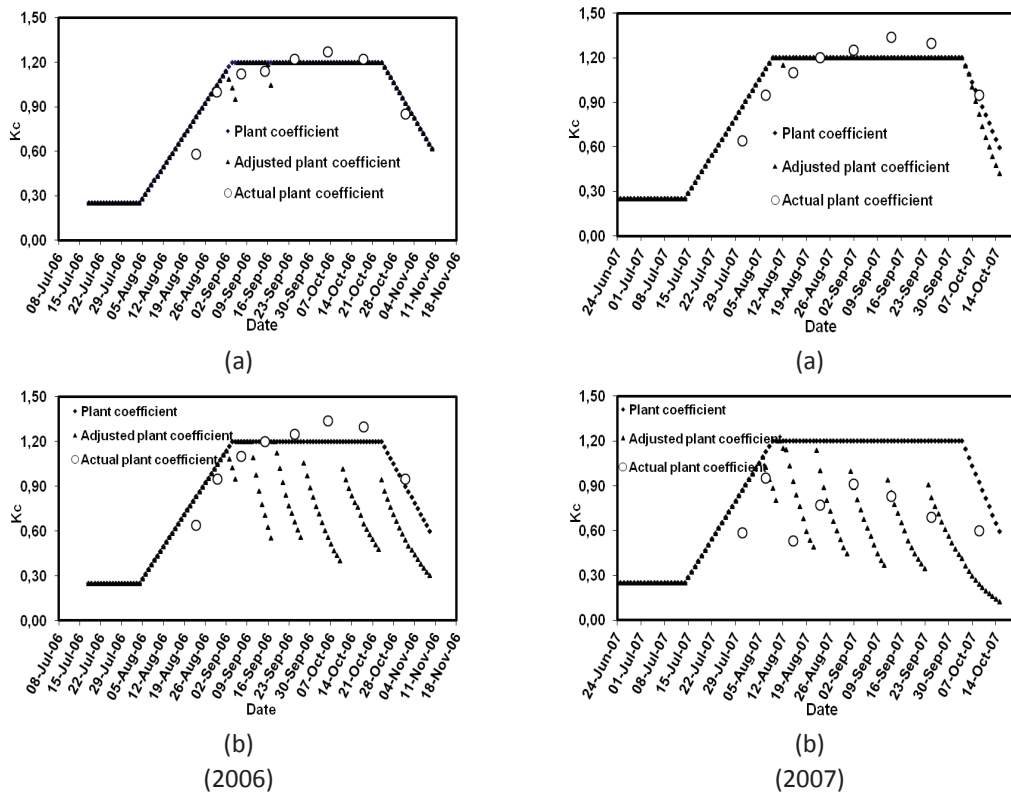 1,50
1,20
0,90
0,60
0,30
0,00
Kc
Plant coefficient
Adjusted plant coefficient
Actual plant coefficient
08-Jul-06
15-Jul-06
22-Jul-06
29-Jul-06
05-Aug-06
12-Aug-06
19-Aug-06
26-Aug-06
02-Sep-06
09-Sep-06
16-Sep-06
23-Sep-06
30-Sep-06
07-Oct-06
14-Oct-06
21-Oct-06
28-Oct-06
04-Nov-06
11-Nov-06
18-Nov-06
Date
(a)
1,50
1,20
0,90
0,60
0,30
0,00
Kc
Plant coefficient
Adjusted plant coefficient
Actual plant coefficient
24-Jun-07
01-Jul-07
08-Jul-07
15-Jul-07
22-Jul-07
29-Jul-07
05-Aug-07
12-Aug-07
19-Aug-07
26-Aug-07
02-Sep-07
09-Sep-07
16-Sep-07
23-Sep-07
30-Sep-07
07-Oct-07
14-Oct-07
Date
(a)
1,50
1,20
0,90
0,60
0,30
0,00
Kc
Plant coefficient
Adjusted plant coefficient
Actual plant coefficient
08-Jul-06
15-Jul-06
22-Jul-06
29-Jul-06
05-Aug-06
12-Aug-06
19-Aug-06
26-Aug-06
02-Sep-06
09-Sep-06
16-Sep-06
23-Sep-06
30-Sep-06
07-Oct-06
14-Oct-06
21-Oct-06
28-Oct-06
04-Nov-06
11-Nov-06
18-Nov-06
Date
(b)
(2006)
1,50
1,20
0,90
0,60
0,30
0,00
Kc
Plant coefficient
Adjusted plant coefficient
Actual plant coefficient
24-Jun-07
01-Jul-07
08-Jul-07
15-Jul-07
22-Jul-07
29-Jul-07
05-Aug-07
12-Aug-07
19-Aug-07
26-Aug-07
02-Sep-07
09-Sep-07
16-Sep-07
23-Sep-07
30-Sep-07
07-Oct-07
14-Oct-07
Date
(b)
(2007)